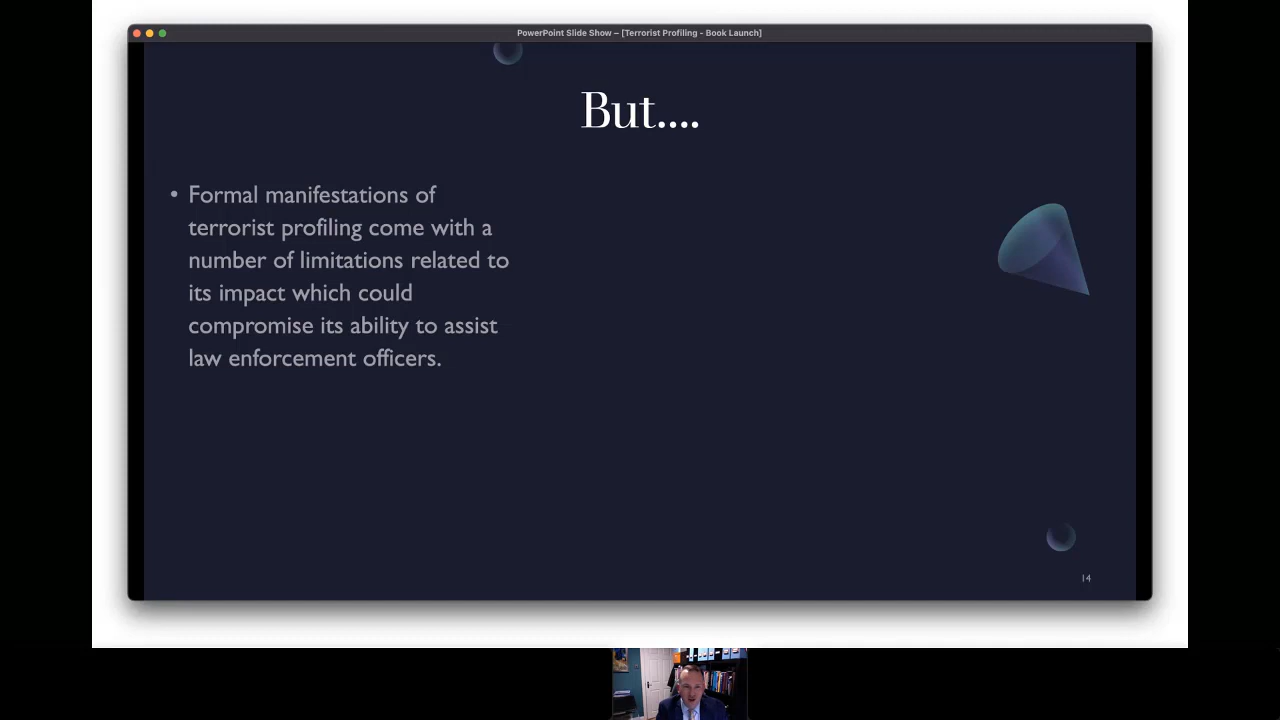 PowerPoint Slide Show – [Terrorist Profiling - Book Launch]
But....
• Formal manifestations of
terrorist profiling come with a
number of limitations related to
its impact which could
compromise its ability to assist
law enforcement officers.
14